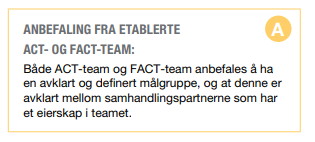 ANBEFALING FRA ETABLERTE
ACT- OG FACT-TEAM:
A
Både ACT-team og FACT-team anbefales å ha
en avklart og definert målgruppe, og at denne er
avklart mellom samhandlingspartnerne som har
et eierskap i teamet.